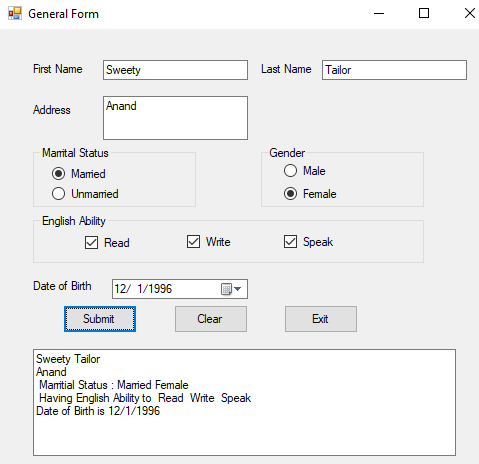 General Form
First Name Sweety Last Name Tailor
Address Anand
Marrital Status Gender
Married Male
Unmarried Female
English Ability
Read Write Speak
Date of Birth 12/ 1/1996
Submit Clear Exit
Sweety Tailor
Anand
Marritial Status : Married Female
Having English Ability to Read Write Speak
Date of Birth is 12/1/1996